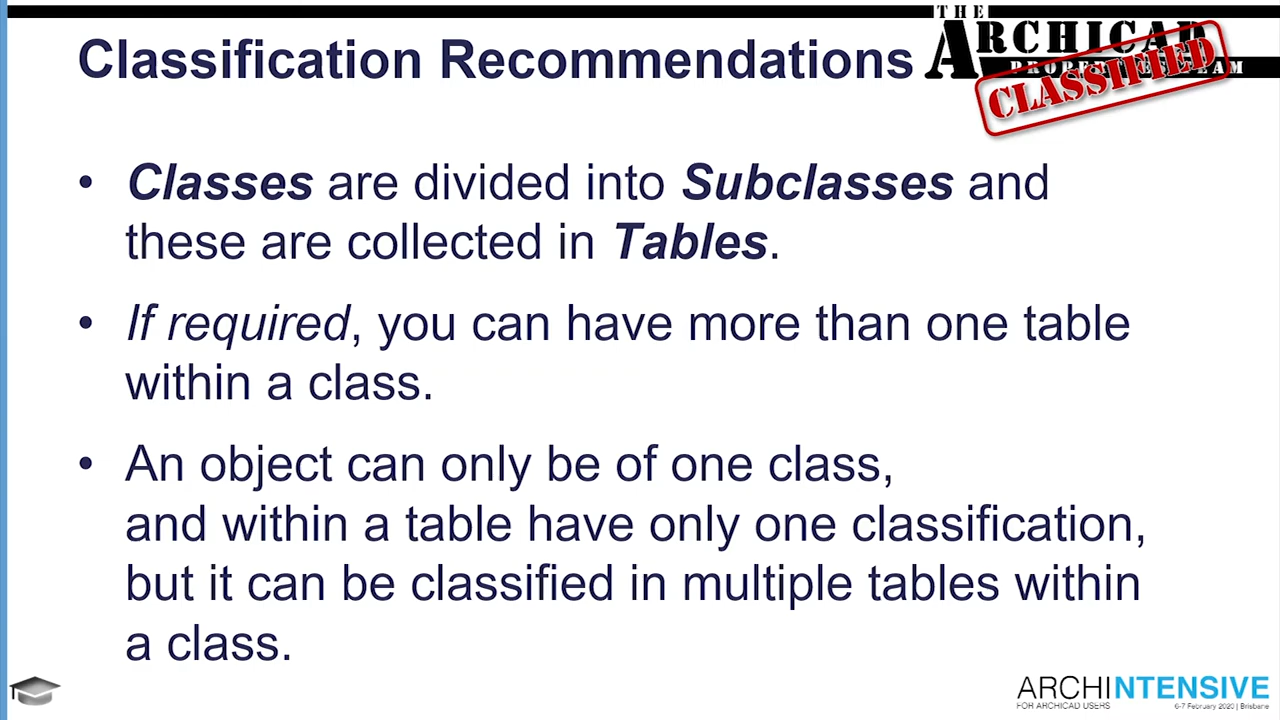 THE
ARCHICAD
Classification Recommendations
CLASSIFIED
• Classes are divided into Subclasses and
these are collected in Tables.
• If required, you can have more than one table
within a class.
• An object can only be of one class,
and within a table have only one classification,
but it can be classified in multiple tables within
a class.
ARCHINTENSIVE
FOR ARCHICAD USERS
6-7 February 2020 | Brisbane